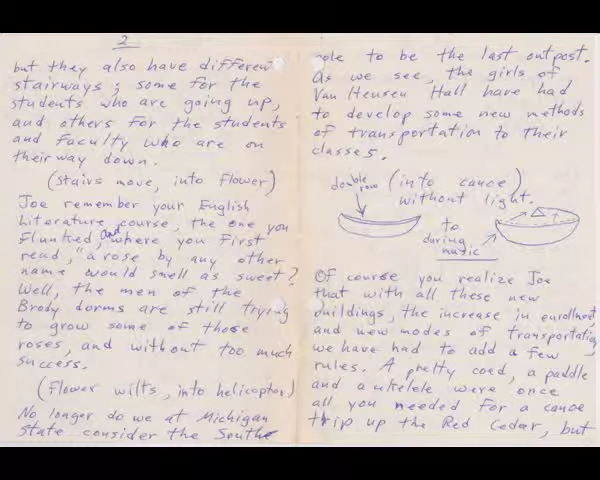 2
but they also have different
stairways; some for the
students who are going up,
and others for the students
and Faculty who are on
their way down.
(stairs move, into flower)
Joe remember your English
Literature course, the one you
flunked and where you first
read, "a rose by any other
name would smell as sweet?
Well, the men of the
Brody dorms are still trying
to grow some of those
roses, and without too much
success.
(flower wilts, into helicopter)
No longer do we at Michigan
State consider the South
pole to be the last outpost.
As we see, the girls of
Van Heusen Hall have had
to develop some new methods
of transportation to their
classes.
(into canoe)
without light.
double row
to
during
music
Of course you realize Joe
that with all these new
buildings, the increase in enrollment,
and new modes of transportation,
we have had to add a few
rules. A pretty coed, a paddle
and a ukelele were once
all you needed for a canoe
trip up the Red Cedar, but